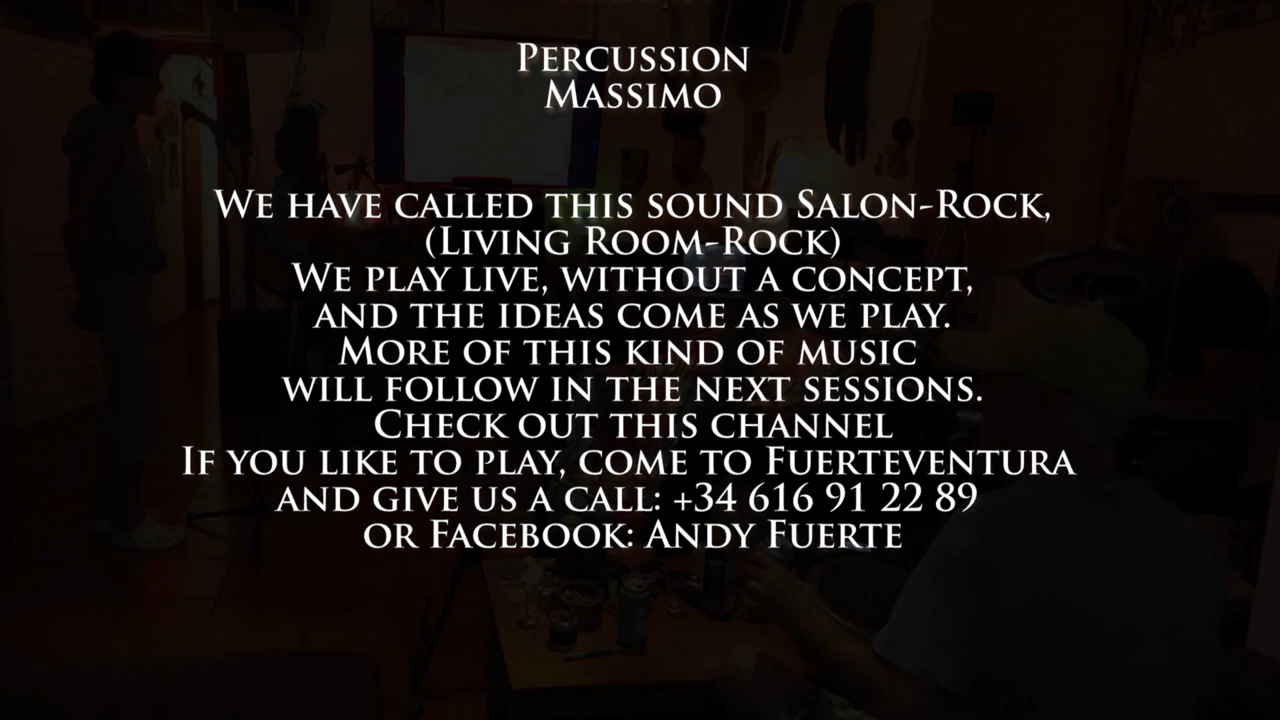 Percussion
Massimo
We have called this sound Salon-Rock,
(Living Room-Rock)
We play live, without a concept,
and the ideas come as we play.
More of this kind of music
will follow in the next sessions.
Check out this channel
If you like to play, come to Fuerteventura
and give us a call: +34 616 91 22 89
or Facebook: Andy Fuerte